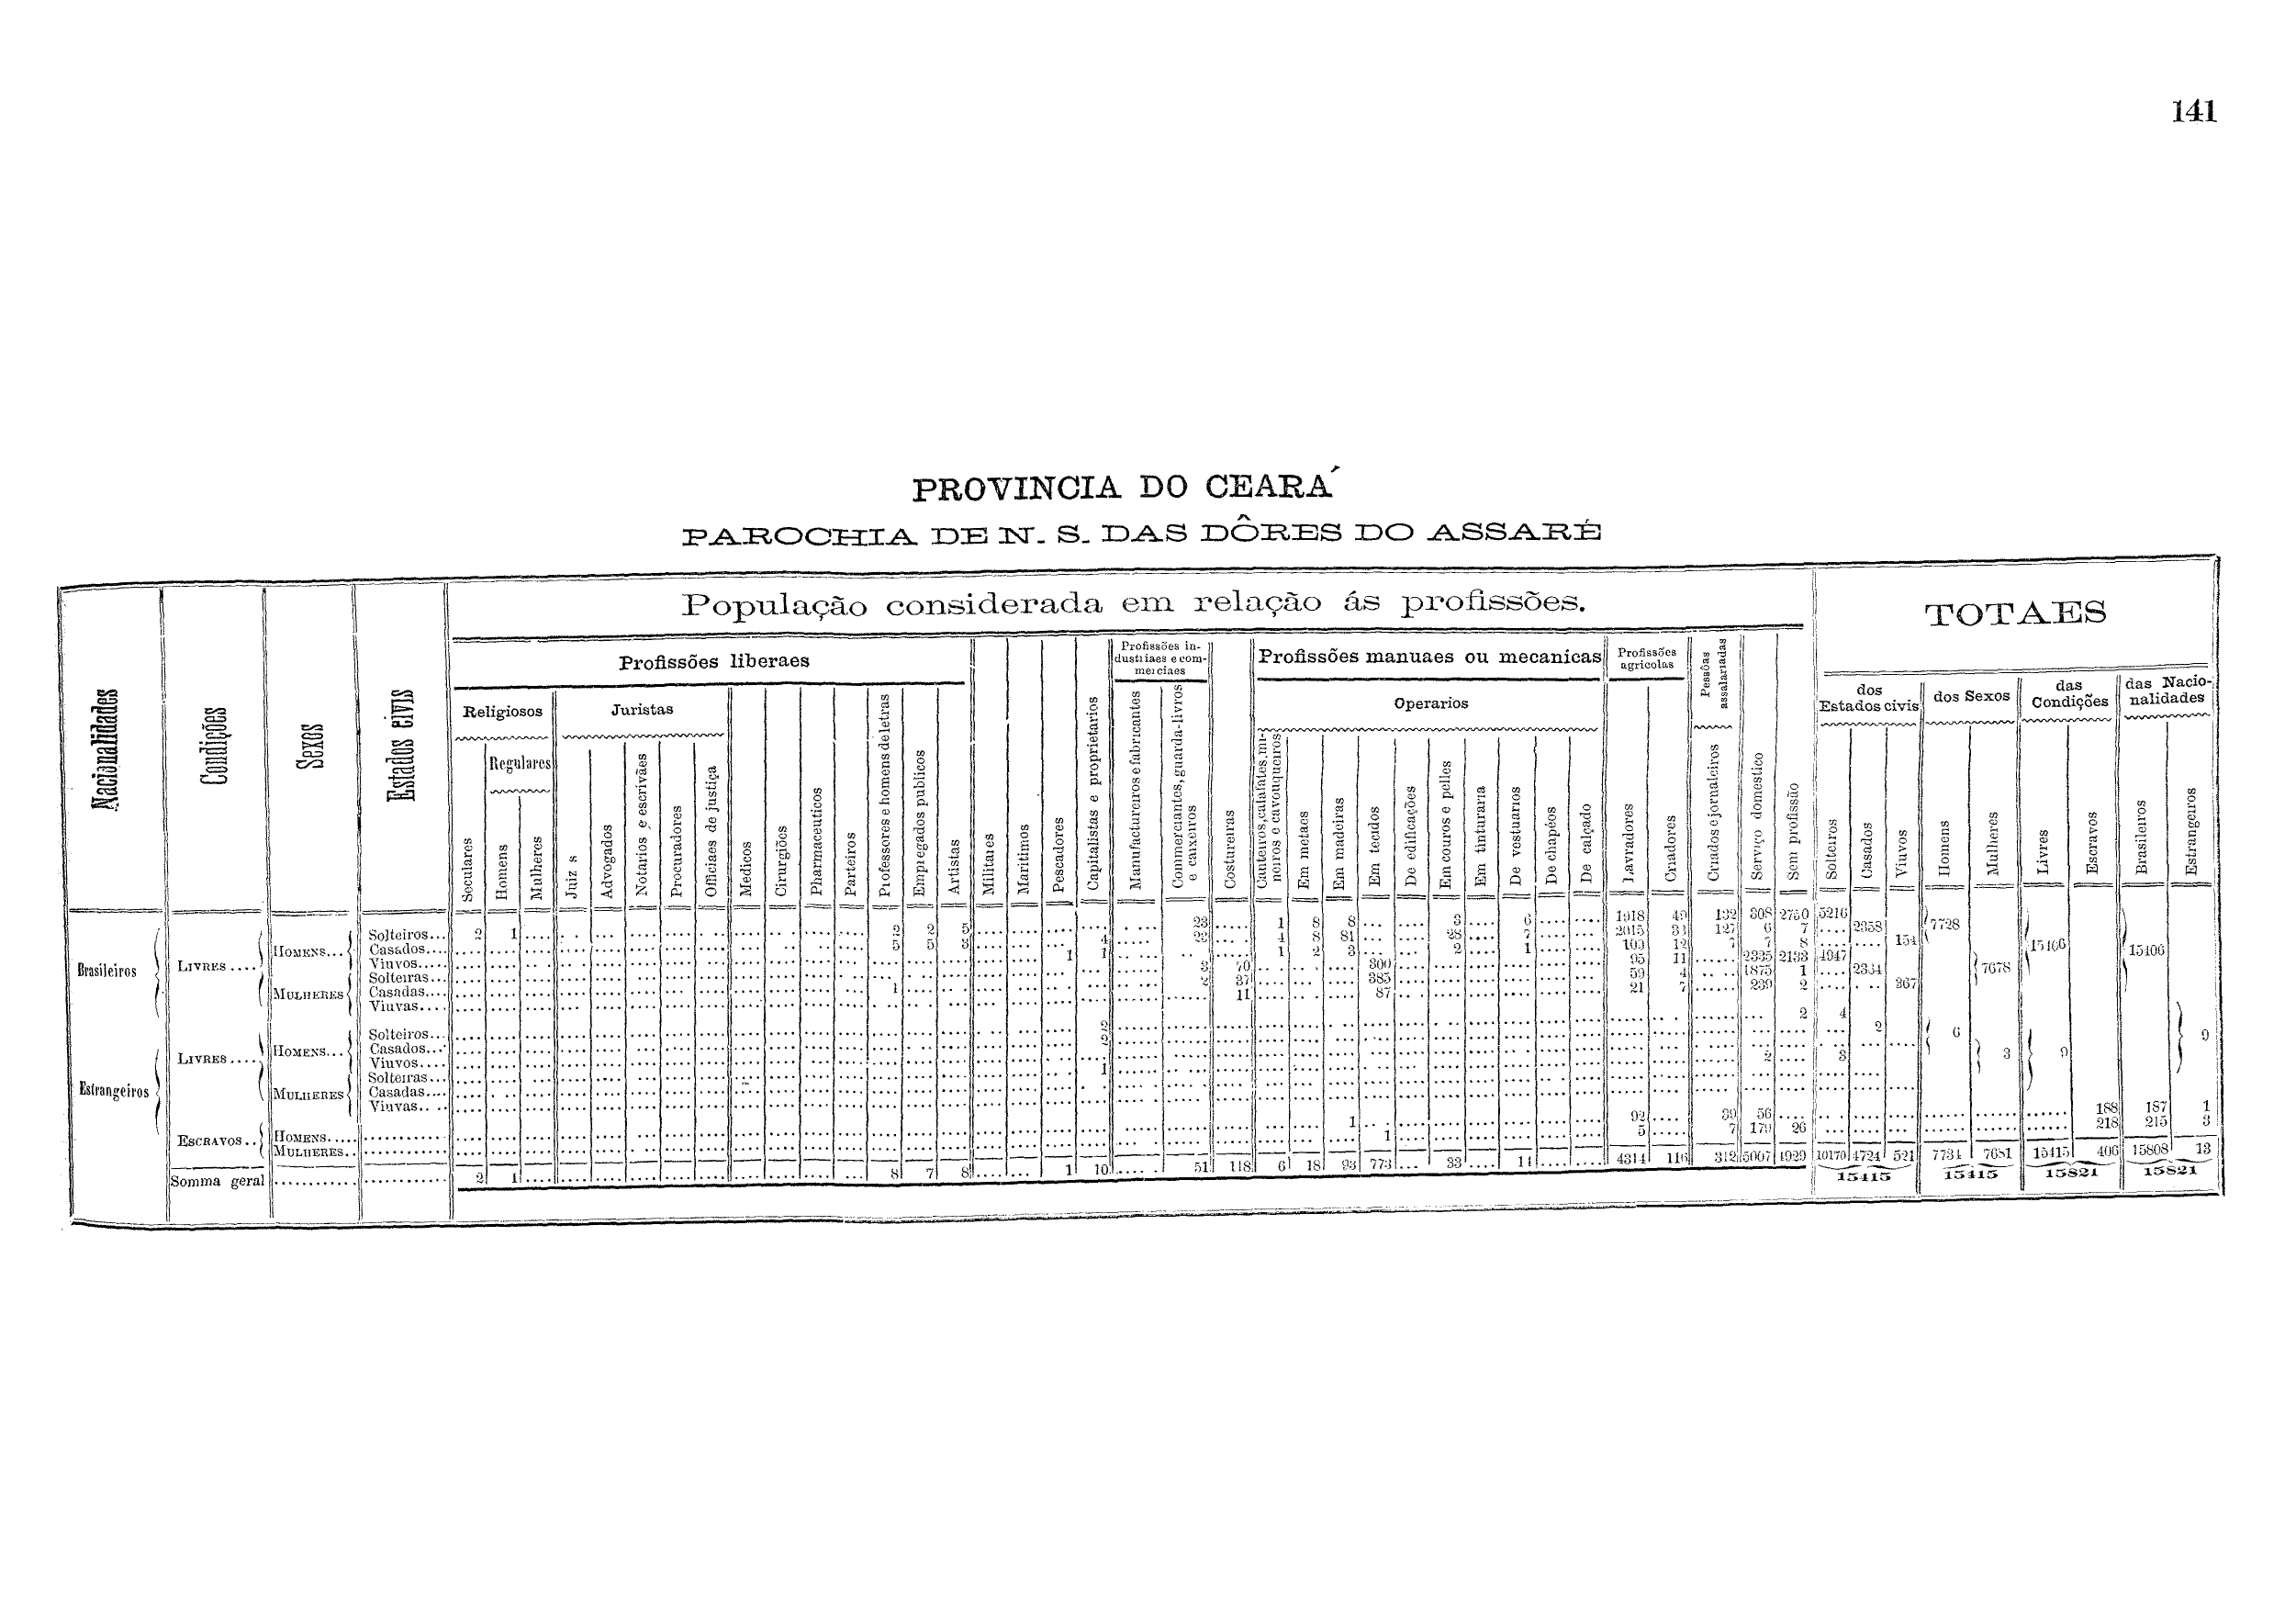 141
PROVINCIA DO CEARÁ
PAROCHIA DE N. S. DAS DÔRES DO ASSARÉ
População considerada em relação ás profissões.
TOTAES
Nacionalidades
Condições
Sexos
Estados civis
Profissões liberaes
Profissões industriaes e commerciaes
Profissões manuaes ou mecanicas
Profissões agricolas
Pessôas assalariadas
dos Estados civis
dos Sexos
das Condições
das Nacionalidades
Religiosos
Juristas
Operarios
Regulares
Seculares
Homens
Mulheres
Juiz s
Advogados
Notarios e escrivães
Procuradores
Officiaes de justiça
Medicos
Cirurgiões
Pharmaceuticos
Parteiros
Professores e homens de letras
Empregados publicos
Artistas
Militares
Maritimos
Pescadores
Capitalistas e proprietarios
Manufactureiros e fabricantes
Commerciantes, guarda-livros e caixeiros
Costureiras
Canteiros, calafates, mineiros e cavouqueiros
Em metaes
Em madeiras
Em tecidos
De edificações
Em couros e pelles
Em tinturaria
De vestuarios
De chapéos
De calçado
Lavradores
Criadores
Criados e jornaleiros
Serviço domestico
Sem profissão
Solteiros
Casados
Viuvos
Homens
Mulheres
Livres
Escravos
Brasileiros
Estrangeiros
Brasileiros
LIVRES....
HOMENS...
Solteiros... 2 1 2 2 5 23 1 8 8 3 6 1918 49 132 308 2750 5216 7728
Casados.... 5 5 3 4 4 8 81 28 7 2015 127 6 7 2358
Viuvos..... 1 1 1 2 3 2 1 12 7 7 8 154 15406 15406
MULHERES
Solteiras... 3 70 300 95 11 2335 2133 4947 7678
Casadas.... 1 2 37 385 59 4 1875 1
Viuvas.... 11 87 21 7 239 2 367
Estrangeiros
LIVRES....
HOMENS...
Solteiros... 2 2 4
Casados... 2 2 6 9
Viuvos....
MULHERES
Solteiras... 1 2 3 3 9
Casadas....
Viuvas....
ESCRAVOS..
HOMENS..... 1 92 39 56 188 187 1
MULHERES.. 1 5 7 179 26 218 215 3
Somma geral 2 1 8 7 8 1 10 51 118 6 18 93 773 33 14 4314 116 312 5007 4929 10170 4724 521 7734 7681 15415 406 15808 13
15415 15415 15821 15821